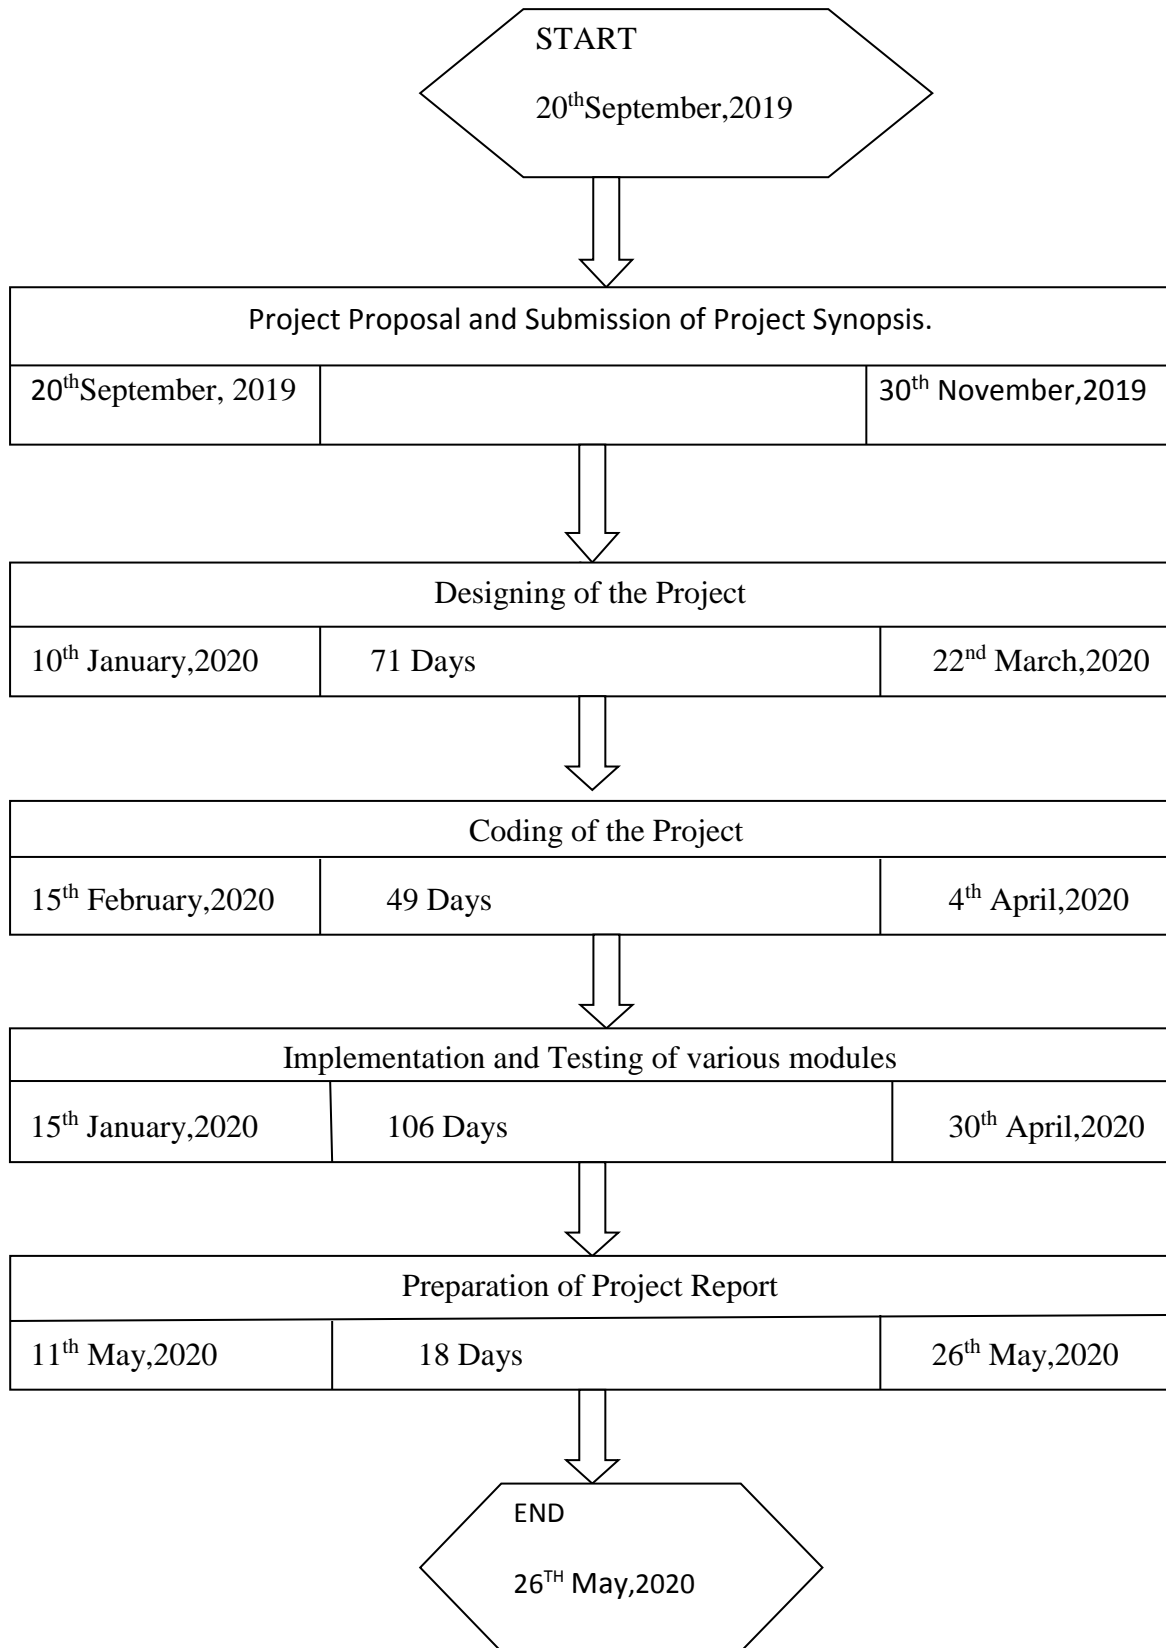 START
20thSeptember,2019
Project Proposal and Submission of Project Synopsis.
20thSeptember, 2019 30th November,2019
Designing of the Project
10th January,2020 71 Days 22nd March,2020
Coding of the Project
15th February,2020 49 Days 4th April,2020
Implementation and Testing of various modules
15th January,2020 106 Days 30th April,2020
Preparation of Project Report
11th May,2020 18 Days 26th May,2020
END
26TH May,2020